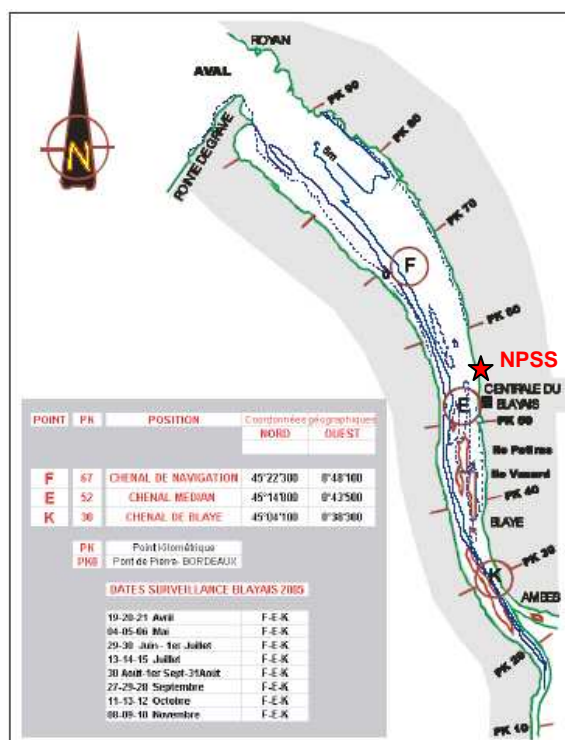 ROYAN
AVAL
PK 90
PK 80
N
PONTE DE GRAVE
5m
PK 70
F
PK 60
NPSS
CENTRALE DU
BLAYAIS
E
PK 50
Ile Patiras
PK 40
BLAYE
PK 30
K
AMBES
PK 20
PK 10
POINT PK POSITION Coordonnées géographiques
NORD OUEST
F 67 CHENAL DE NAVIGATION 45°22'300 0°48'100
E 52 CHENAL MEDIAN 45°14'000 0°43'500
K 30 CHENAL DE BLAYE 45°04'100 0°38'300
PK Point kilométrique
PK0 Pont de Pierre- BORDEAUX
DATES SURVEILLANCE BLAYAIS 2005
19-20-21 Avril F-E-K
04-05-06 Mai F-E-K
29-30 Juin - 1er Juillet F-E-K
13-14-15 Juillet F-E-K
30 Août-1er Sept-31Août F-E-K
27-29-28 Septembre F-E-K
11-13-12 Octobre F-E-K
08-09-10 Novembre F-E-K